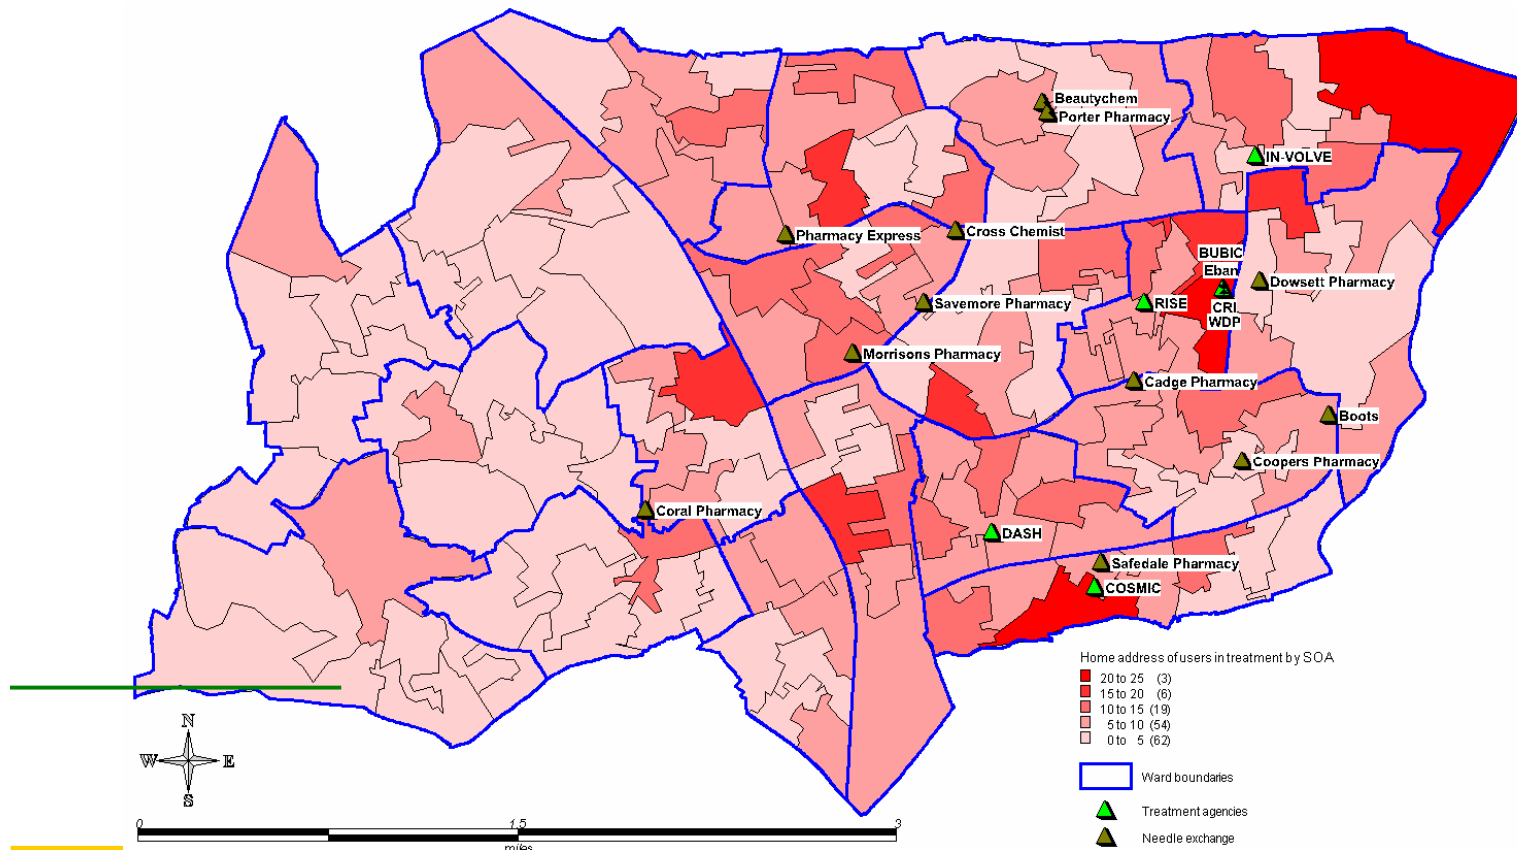 Beautychem
Porter Pharmacy
IN-VOLVE
Pharmacy Express
Cross Chemist
BUBIC
Eban
Dowsett Pharmacy
Savemore Pharmacy
RISE
CRI
WDP
Morrisons Pharmacy
Cadge Pharmacy
Boots
Coopers Pharmacy
Coral Pharmacy
DASH
Safedale Pharmacy
COSMIC
Home address of users in treatment by SOA
20 to 25 (3)
15 to 20 (6)
10 to 15 (19)
5 to 10 (54)
0 to 5 (62)
Ward boundaries
Treatment agencies
Needle exchange
N
W E
S
0 1.5 3
miles